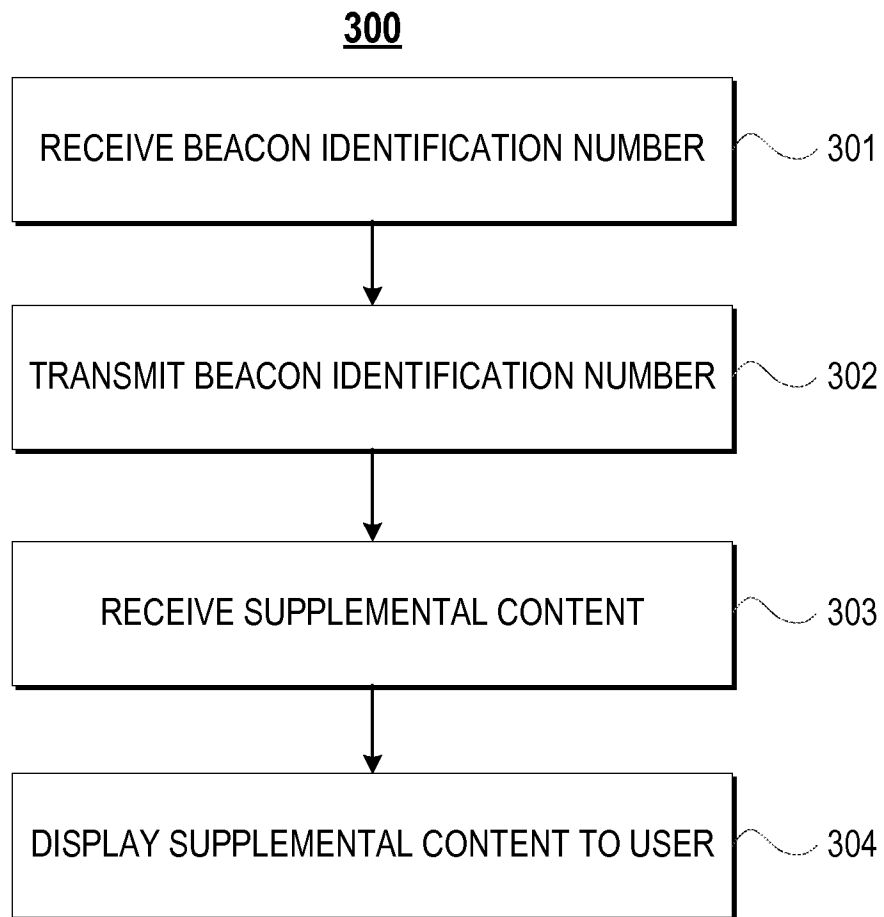 300
RECEIVE BEACON IDENTIFICATION NUMBER
301
TRANSMIT BEACON IDENTIFICATION NUMBER
302
RECEIVE SUPPLEMENTAL CONTENT
303
DISPLAY SUPPLEMENTAL CONTENT TO USER
304